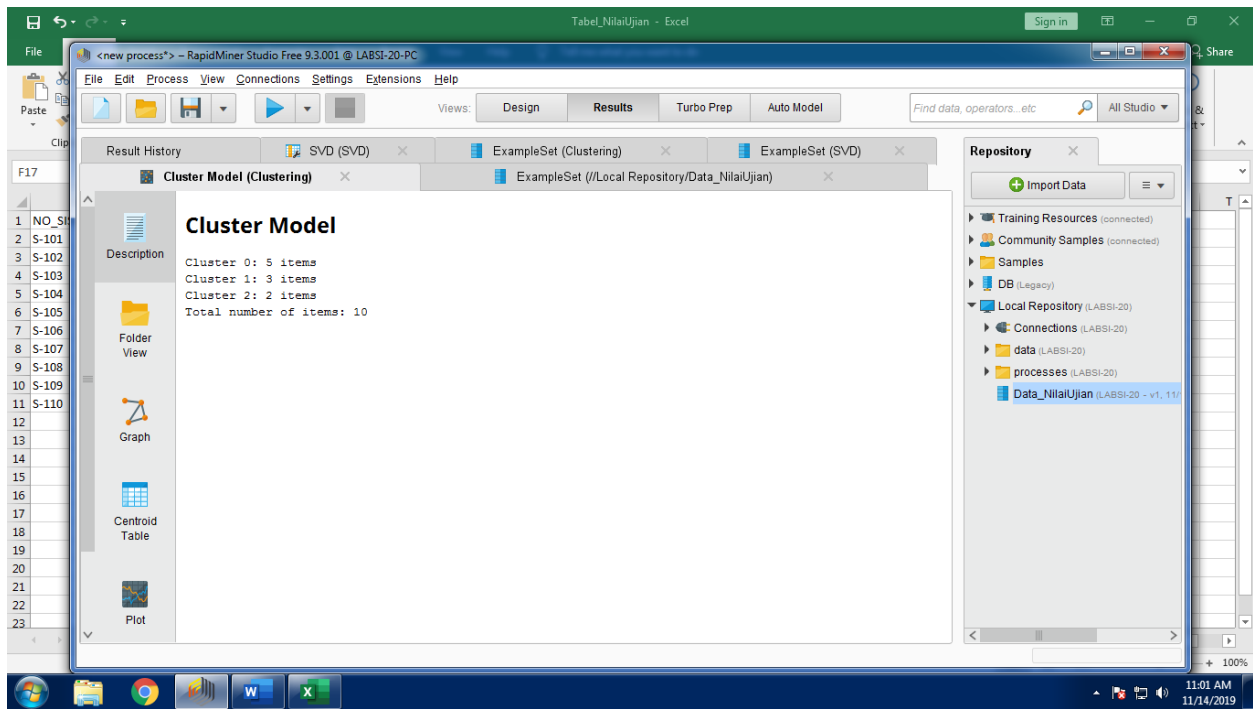 Tabel_NilaiUjian - Excel
Sign in
File
Share
<new process*> – RapidMiner Studio Free 9.3.001 @ LABSI-20-PC
File Edit Process View Connections Settings Extensions Help
Views: Design Results Turbo Prep Auto Model
Find data, operators...etc
All Studio ▼
Paste
Clip
&
Result History
SVD (SVD)
ExampleSet (Clustering)
ExampleSet (SVD)
Cluster Model (Clustering)
ExampleSet (//Local Repository/Data_NilaiUjian)
Repository
Import Data
F17
T
1 NO_SI
2 S-101
3 S-102
4 S-103
5 S-104
6 S-105
7 S-106
8 S-107
9 S-108
10 S-109
11 S-110
12
13
14
15
16
17
18
19
20
21
22
23
Description
Folder
View
Graph
Centroid
Table
Plot
Cluster Model
Cluster 0: 5 items
Cluster 1: 3 items
Cluster 2: 2 items
Total number of items: 10
Training Resources (connected)
Community Samples (connected)
Samples
DB (Legacy)
Local Repository (LABSI-20)
Connections (LABSI-20)
data (LABSI-20)
processes (LABSI-20)
Data_NilaiUjian (LABSI-20 - v1, 11/
+ 100%
W
X
11:01 AM
11/14/2019